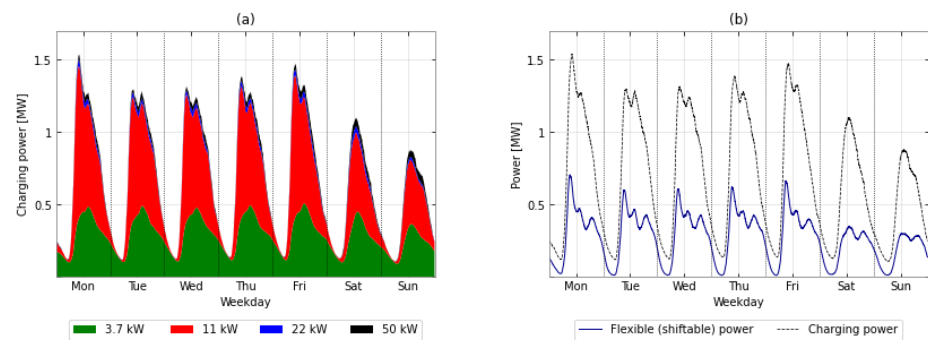 (a)
Charging power [MW]
1.5
1
0.5
Mon Tue Wed Thu Fri Sat Sun
Weekday
3.7 kW 11 kW 22 kW 50 kW
(b)
Power [MW]
1.5
1
0.5
Mon Tue Wed Thu Fri Sat Sun
Weekday
Flexible (shiftable) power Charging power